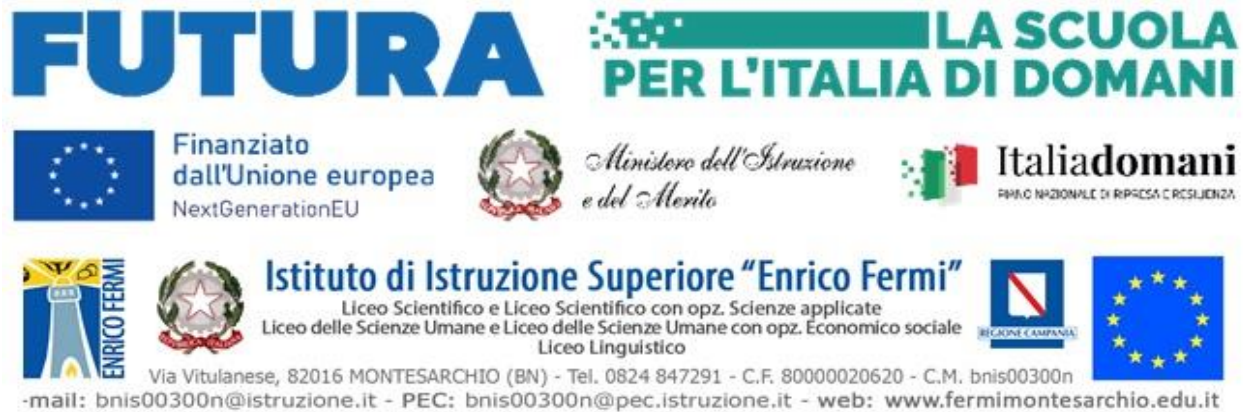 FUTURA
LA SCUOLA
PER L'ITALIA DI DOMANI
Finanziato
dall'Unione europea
NextGenerationEU
Ministero dell'Istruzione
e del Merito
Italiadomani
PIANO NAZIONALE DI RIPRESA E RESILIENZA
ENRICO FERMI
Istituto di Istruzione Superiore “Enrico Fermi”
Liceo Scientifico e Liceo Scientifico con opz. Scienze applicate
Liceo delle Scienze Umane e Liceo delle Scienze Umane con opz. Economico sociale
Liceo Linguistico
REGIONE CAMPANIA
Via Vitulanese, 82016 MONTESARCHIO (BN) - Tel. 0824 847291 - C.F. 80000020620 - C.M. bnis00300n
-mail: bnis00300n@istruzione.it - PEC: bnis00300n@pec.istruzione.it - web: www.fermimontesarchio.edu.it